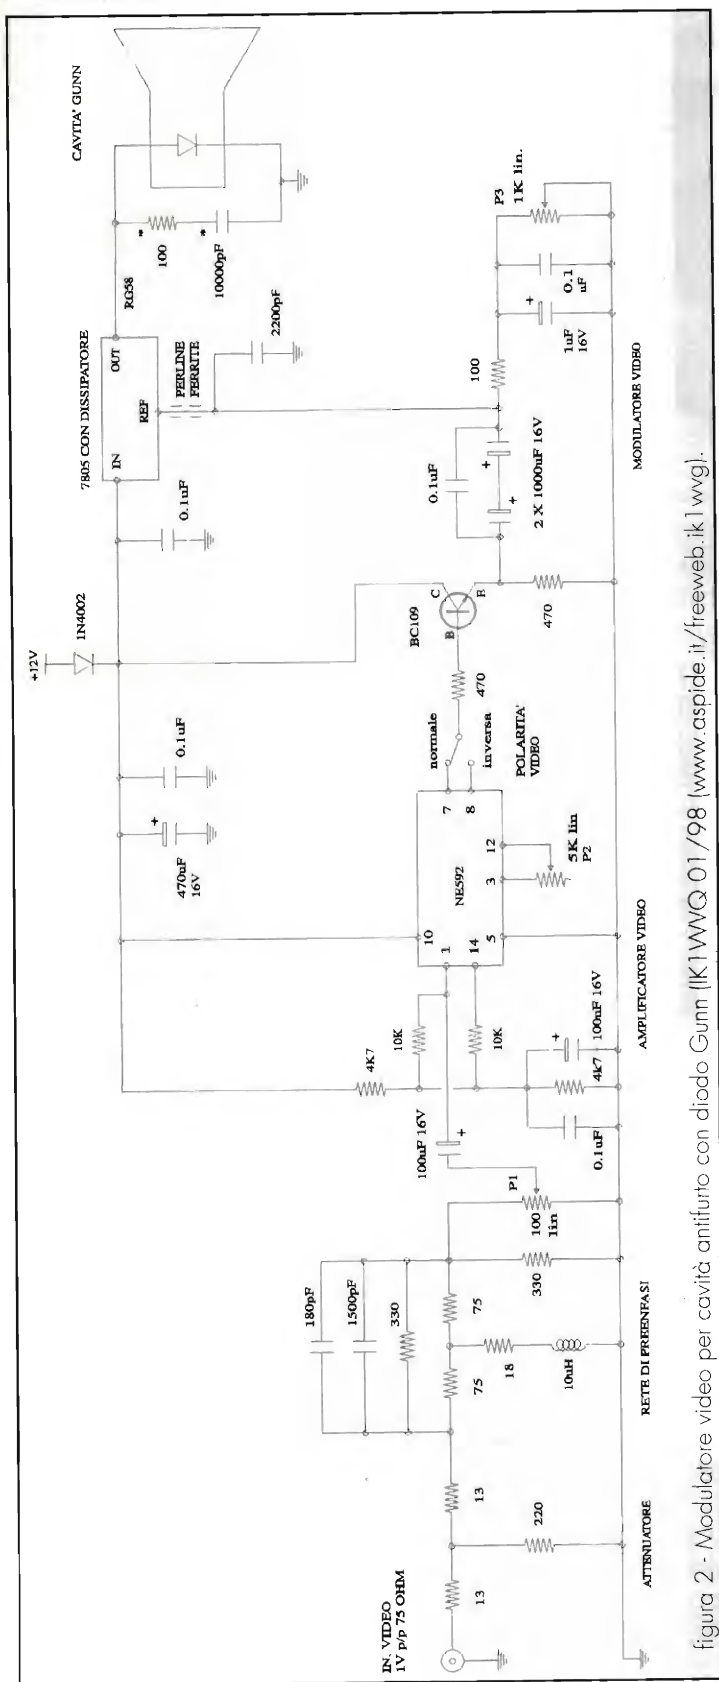 IN. VIDEO
1V p/p 75 OHM
13
13
220
ATTENUATORE
180pF
1500pF
330
75
75
18
10uH
330
RETE DI PREENFASI
P1
100
lin
100uF 16V
+
4K7
10K
10K
0.1uF
4k7
100uF 16V
+
AMPLIFICATORE VIDEO
1
14
10
5
NE592
3
12
7
8
5K lin
P2
normale
inversa
POLARITA'
VIDEO
470
BC109
B
C
E
470
470uF
16V
+
0.1uF
+12V
1N4002
0.1uF
7805 CON DISSIPATORE
IN
OUT
REF
PERLINE
FERRITE
2200pF
0.1uF
+
+
2 X 1000uF 16V
100
+
1uF
16V
0.1
uF
P3
1K lin.
MODULATORE VIDEO
RG58
*
100
*
10000pF
CAVITA' GUNN
figura 2 - Modulatore video per cavità antifurto con diodo Gunn (IK1WVQ 01/98 (www.aspide.it/freeweb.ik1wvg).